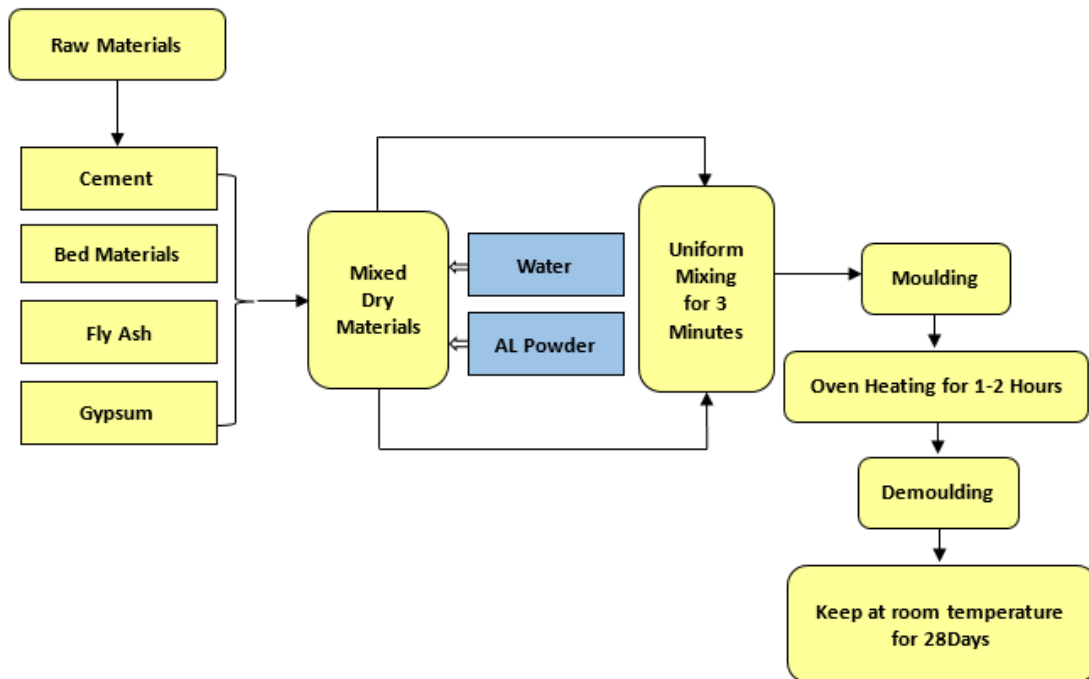 Raw Materials
Cement
Bed Materials
Fly Ash
Gypsum
Mixed
Dry
Materials
Water
AL Powder
Uniform
Mixing
for 3
Minutes
Moulding
Oven Heating for 1-2 Hours
Demoulding
Keep at room temperature
for 28Days